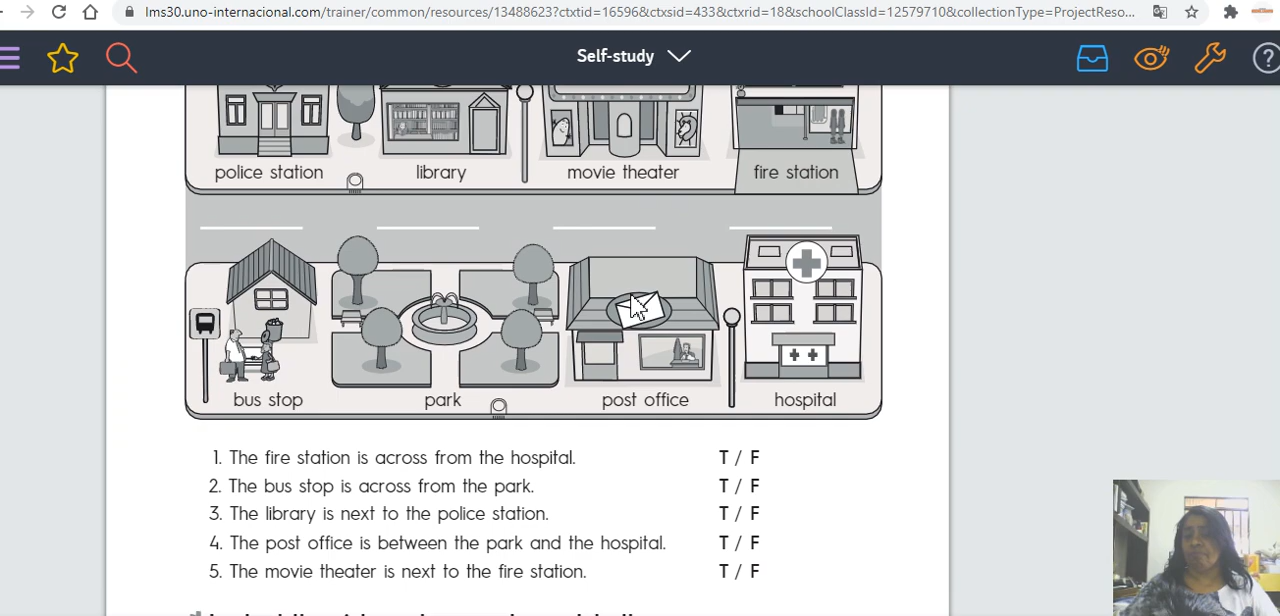 lms30.uno-internacional.com/trainer/common/resources/13488623?ctxtid=16596&ctxsid=433&ctxrid=18&schoolClassId=12579710&collectionType=ProjectReso...
Self-study
?
police station library movie theater fire station
bus stop park post office hospital
1. The fire station is across from the hospital. T / F
2. The bus stop is across from the park. T / F
3. The library is next to the police station. T / F
4. The post office is between the park and the hospital. T / F
5. The movie theater is next to the fire station. T / F